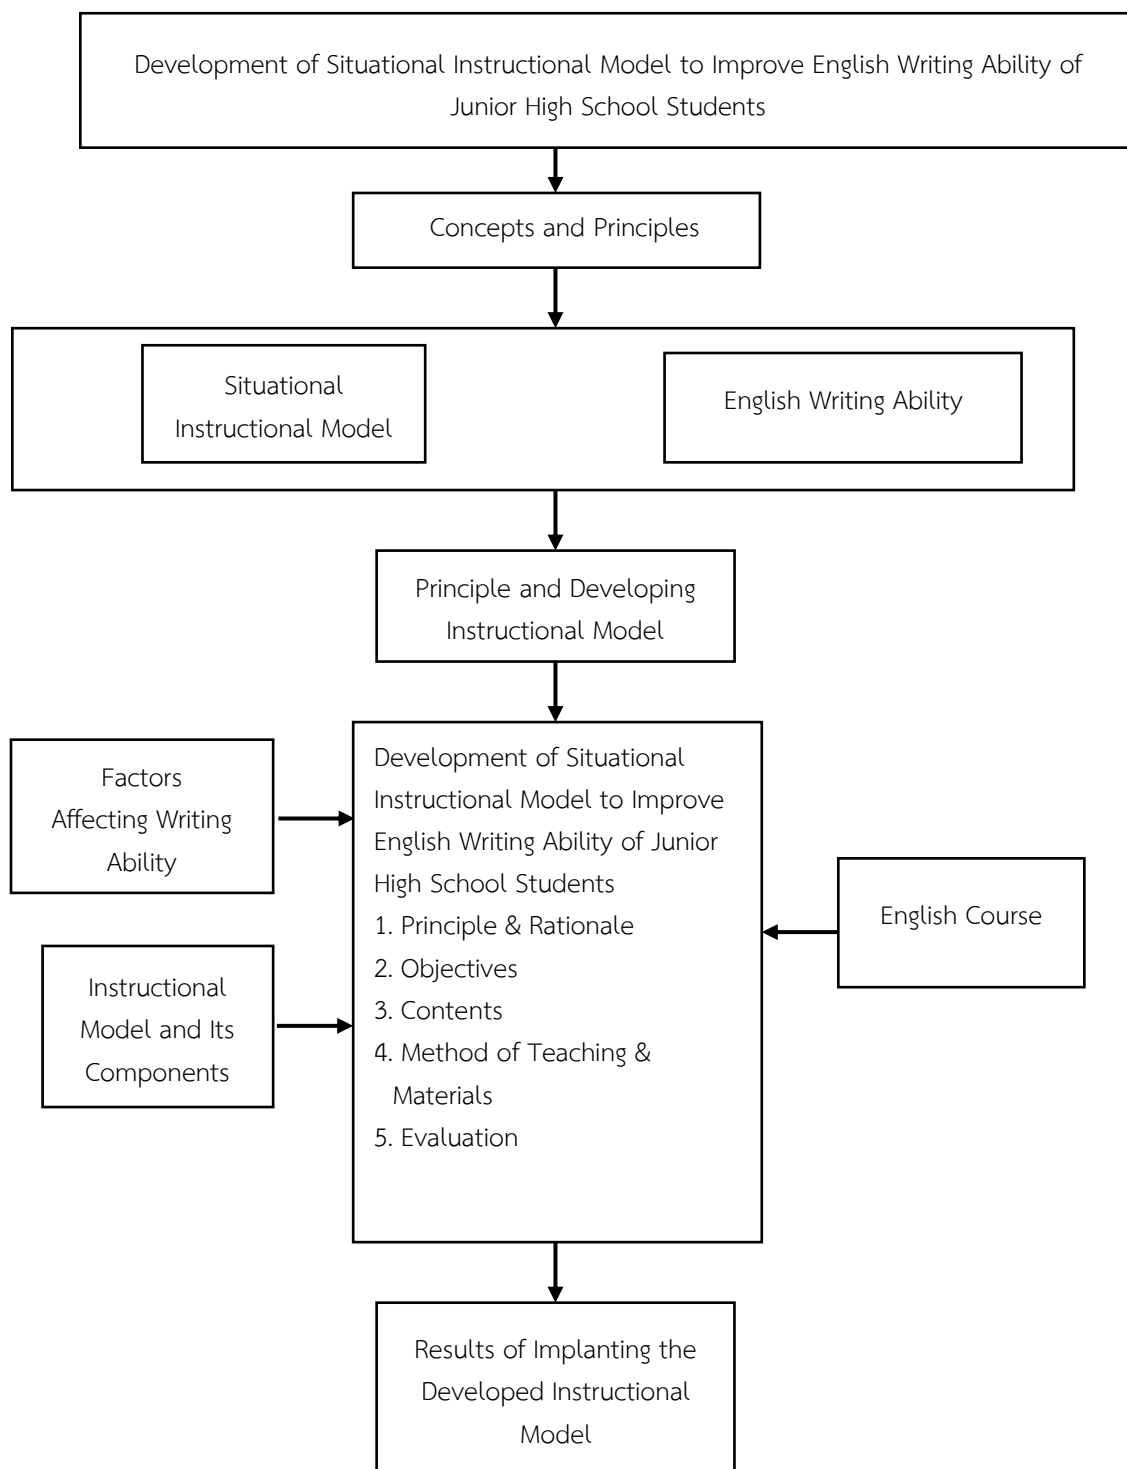 Development of Situational Instructional Model to Improve English Writing Ability of
Junior High School Students
Concepts and Principles
Situational
Instructional Model
English Writing Ability
Principle and Developing
Instructional Model
Factors
Affecting Writing
Ability
Instructional
Model and Its
Components
Development of Situational
Instructional Model to Improve
English Writing Ability of Junior
High School Students
1. Principle & Rationale
2. Objectives
3. Contents
4. Method of Teaching &
Materials
5. Evaluation
English Course
Results of Implanting the
Developed Instructional
Model